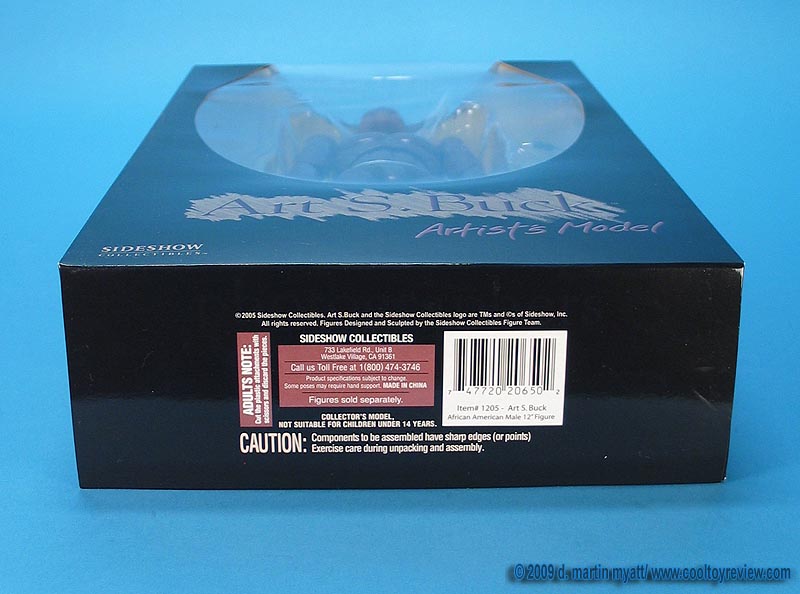 Art S. Buck
Artist's Model
SIDESHOW
COLLECTIBLES™
©2005 Sideshow Collectibles. Art S.Buck and the Sideshow Collectibles logo are TMs and ©s of Sideshow, Inc.
All rights reserved. Figures Designed and Sculpted by the Sideshow Collectibles Figure Team.
ADULTS NOTE:
Cut the plastic attachments with
scissors and discard the pieces.
SIDESHOW COLLECTIBLES
733 Lakefield Rd., Unit B
Westlake Village, CA 91361
Call us Toll Free at 1(800) 474-3746
Product specifications subject to change.
Some poses may require hand support. MADE IN CHINA
Figures sold separately.
COLLECTOR'S MODEL,
NOT SUITABLE FOR CHILDREN UNDER 14 YEARS.
7 47720 20650 2
Item# 1205 - Art S. Buck
African American Male 12" Figure
CAUTION: Components to be assembled have sharp edges (or points)
Exercise care during unpacking and assembly.
© 2009 d. martin myatt/ www.cooltoyreview.com